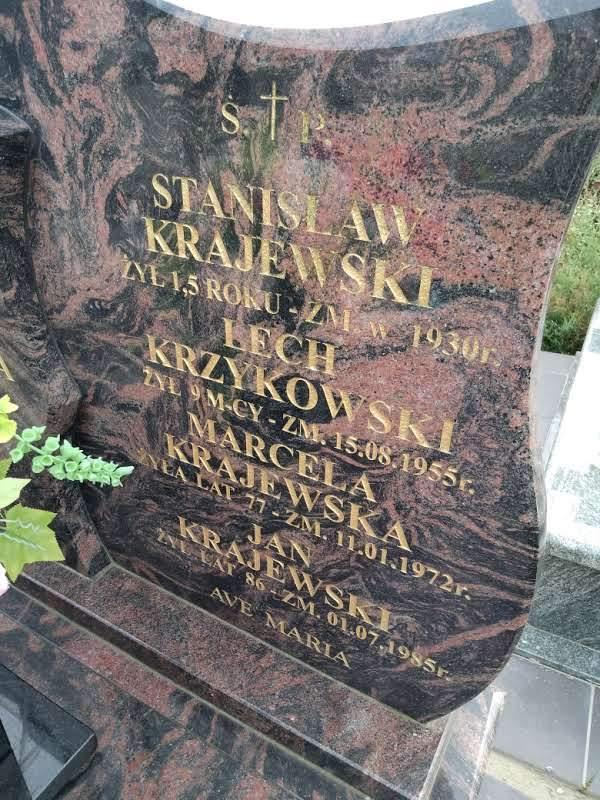 Ś. P.
STANISŁAW
KRAJEWSKI
ŻYŁ 1,5 ROKU - ZM. w 1930r.
LECH
KRZYKOWSKI
ŻYŁ 9 M-CY - ZM. 15.08.1955r.
MARCELA
KRAJEWSKA
ŻYŁA LAT 77 - ZM. 11.01.1972r.
JAN
KRAJEWSKI
ŻYŁ LAT 86 - ZM. 01.07.1985r.
AVE MARIA
A